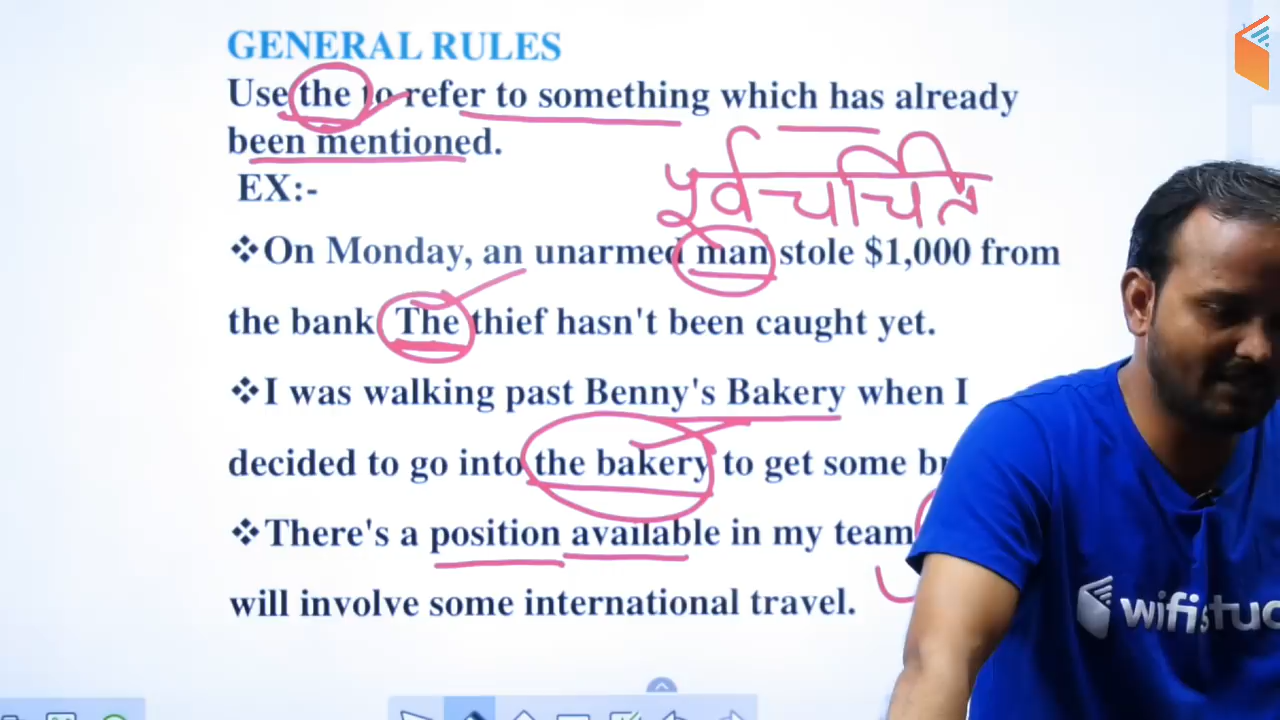 GENERAL RULES
Use the to refer to something which has already
been mentioned.
EX:-
पूर्वचर्चित
❖On Monday, an unarmed man stole $1,000 from
the bank The thief hasn't been caught yet.
❖I was walking past Benny's Bakery when I
decided to go into the bakery to get some
❖There's a position available in my team
will involve some international travel.
wifistud